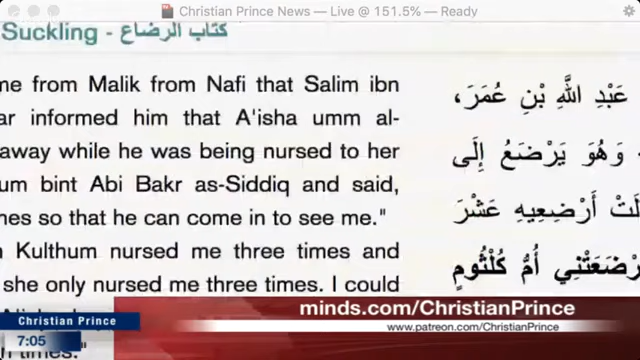 Christian Prince News — Live @ 151.5% — Ready
Suckling - كتاب الرضاع
me from Malik from Nafi that Salim ibn
ar informed him that A'isha umm al-
away while he was being nursed to her
um bint Abi Bakr as-Siddiq and said,
mes so that he can come in to see me."
Kulthum nursed me three times and
she only nursed me three times. I could
عَبْدِ اللَّهِ بْنِ عُمَرَ،
وَهُوَ يَرْضَعُ إِلَى
أَرْضِعِيهِ عَشْرَ
أُمُّ كُلْثُومٍ
minds.com/ChristianPrince
www.patreon.com/ChristianPrince
Christian Prince
7:05
times."